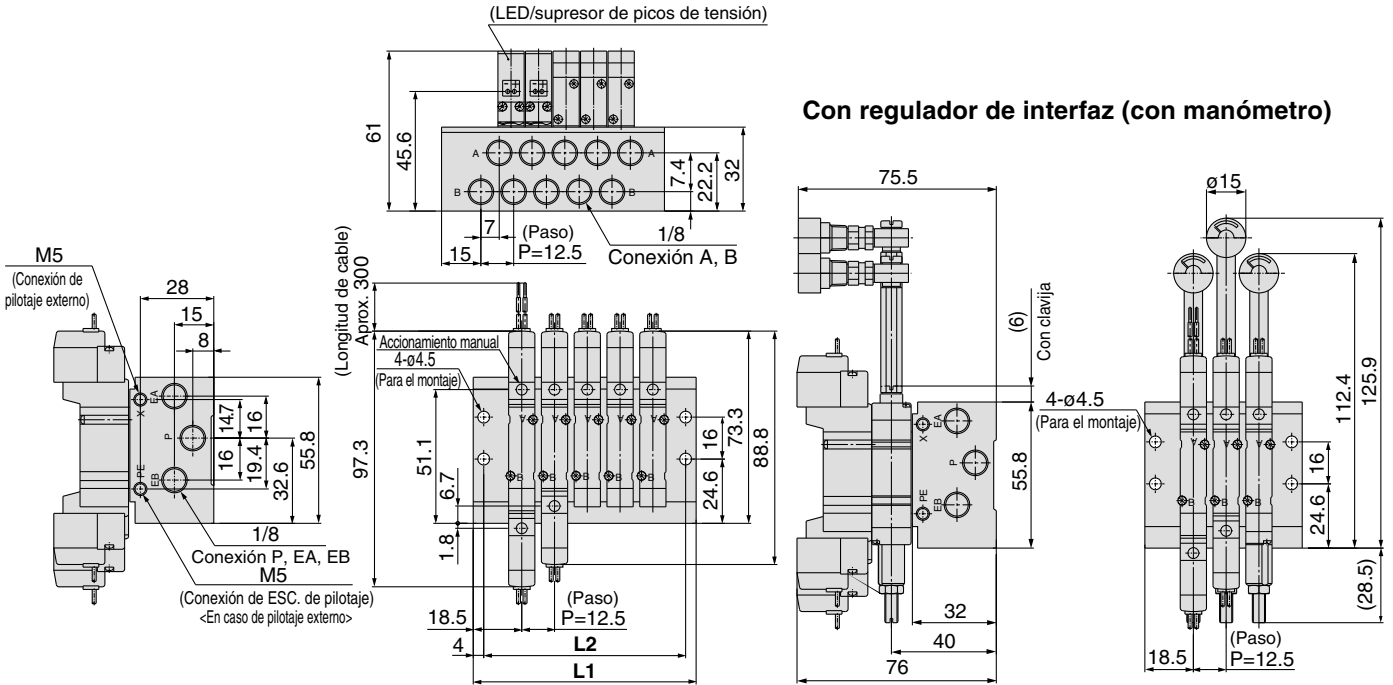 (LED/supresor de picos de tensión)
61
45.6
A
A
B
B
7.4
22.2
32
7
15
(Paso)
P=12.5
1/8
Conexión A, B
Con regulador de interfaz (con manómetro)
M5
(Conexión de
pilotaje externo)
28
15
8
X
EA
P
PE
EB
14.7
16
16
19.4
32.6
55.8
1/8
Conexión P, EA, EB
M5
(Conexión de ESC. de pilotaje)
<En caso de pilotaje externo>
(Longitud de cable)
Aprox. 300
Accionamiento manual
4-ø4.5
(Para el montaje)
97.3
51.1
6.7
1.8
A
A
A
A
A
B
B
B
B
B
16
24.6
73.3
88.8
18.5
(Paso)
P=12.5
4
L2
L1
75.5
(6)
Con clavija
X
EA
P
PE
EB
55.8
32
40
76
ø15
4-ø4.5
(Para el montaje)
A
A
A
B
B
B
16
24.6
112.4
125.9
(28.5)
18.5
(Paso)
P=12.5